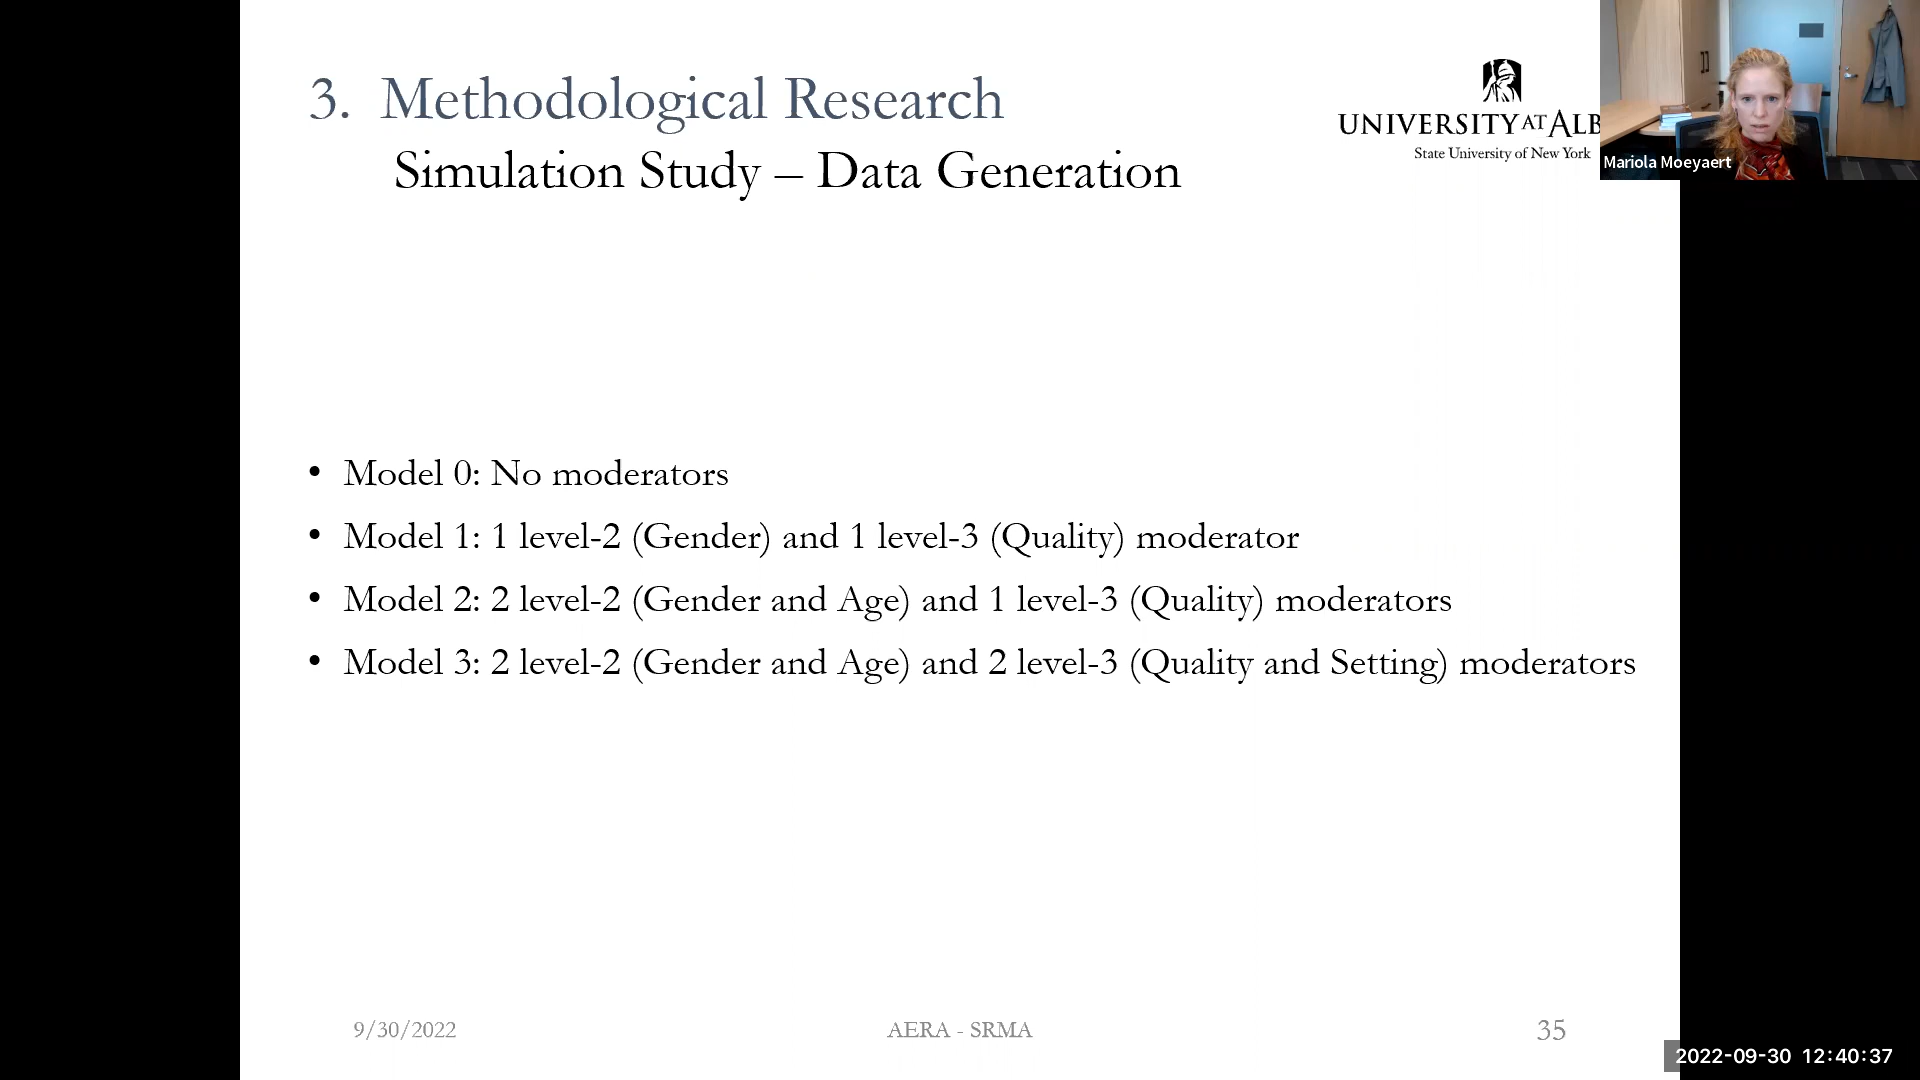 3. Methodological Research
Simulation Study – Data Generation
UNIVERSITY AT ALB
State University of New York
Mariola Moeyaert
• Model 0: No moderators
• Model 1: 1 level-2 (Gender) and 1 level-3 (Quality) moderator
• Model 2: 2 level-2 (Gender and Age) and 1 level-3 (Quality) moderators
• Model 3: 2 level-2 (Gender and Age) and 2 level-3 (Quality and Setting) moderators
9/30/2022
AERA - SRMA
35
2022-09-30 12:40:37